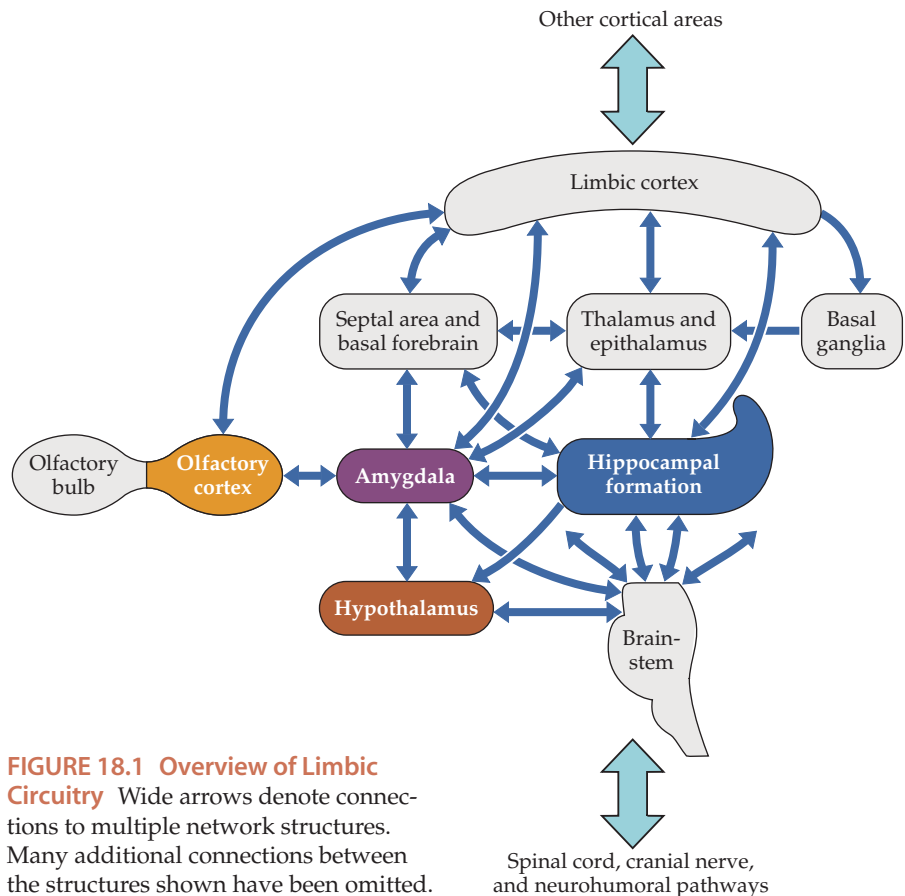 Other cortical areas
Limbic cortex
Septal area and
basal forebrain
Thalamus and
epithalamus
Basal
ganglia
Olfactory
bulb
Olfactory
cortex
Amygdala
Hippocampal
formation
Hypothalamus
Brain-
stem
FIGURE 18.1 Overview of Limbic
Circuitry Wide arrows denote connec-
tions to multiple network structures.
Many additional connections between
the structures shown have been omitted.
Spinal cord, cranial nerve,
and neurohumoral pathways